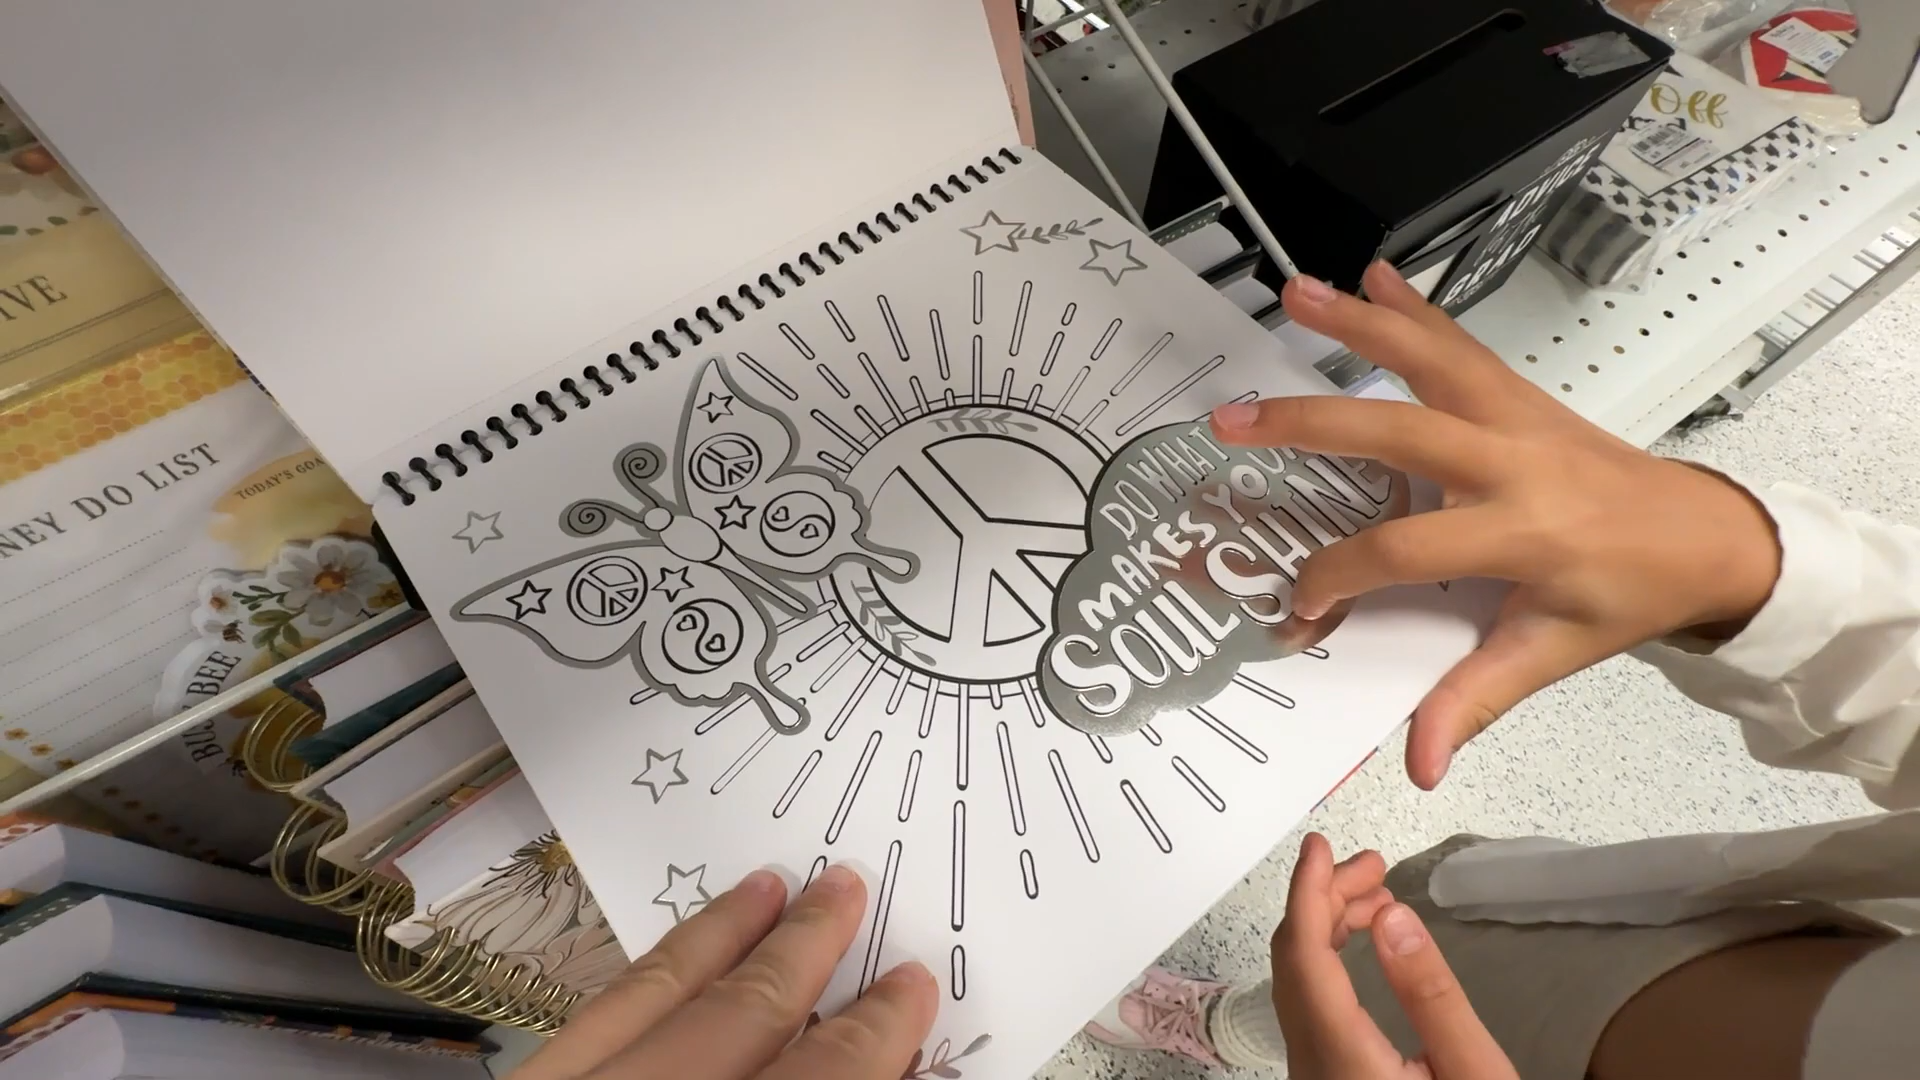 DO WHAT
MAKES YOUR
SOUL SHINE
IVE
NEY DO LIST
TODAY'S GOA
BUSY BEE
ADVICE
GRAD
Off